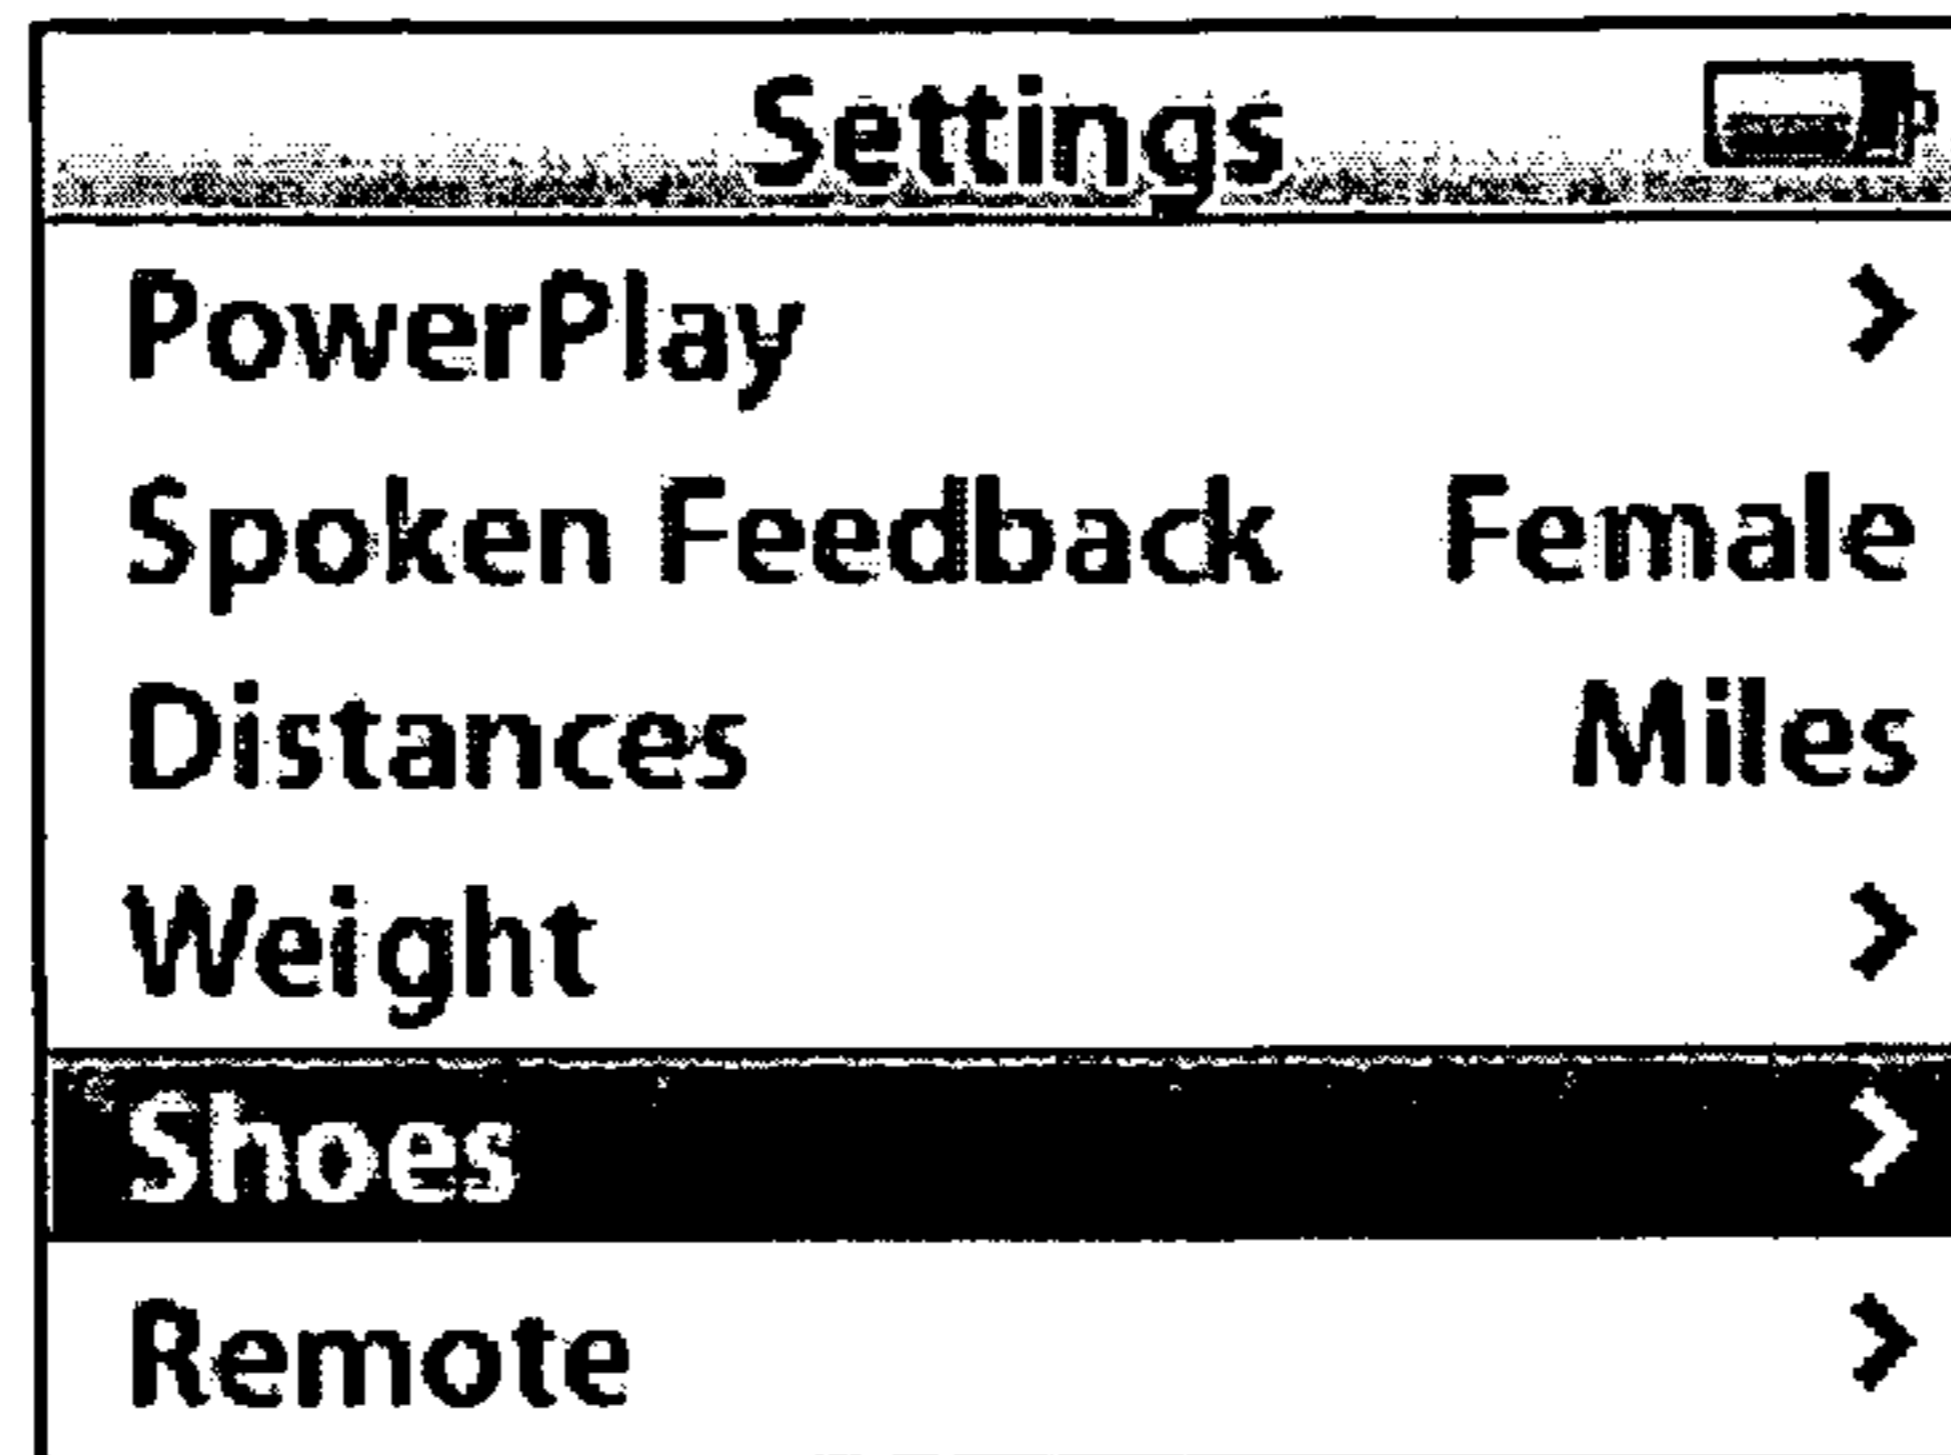 Settings
PowerPlay >
Spoken Feedback Female
Distances Miles
Weight >
Shoes >
Remote >